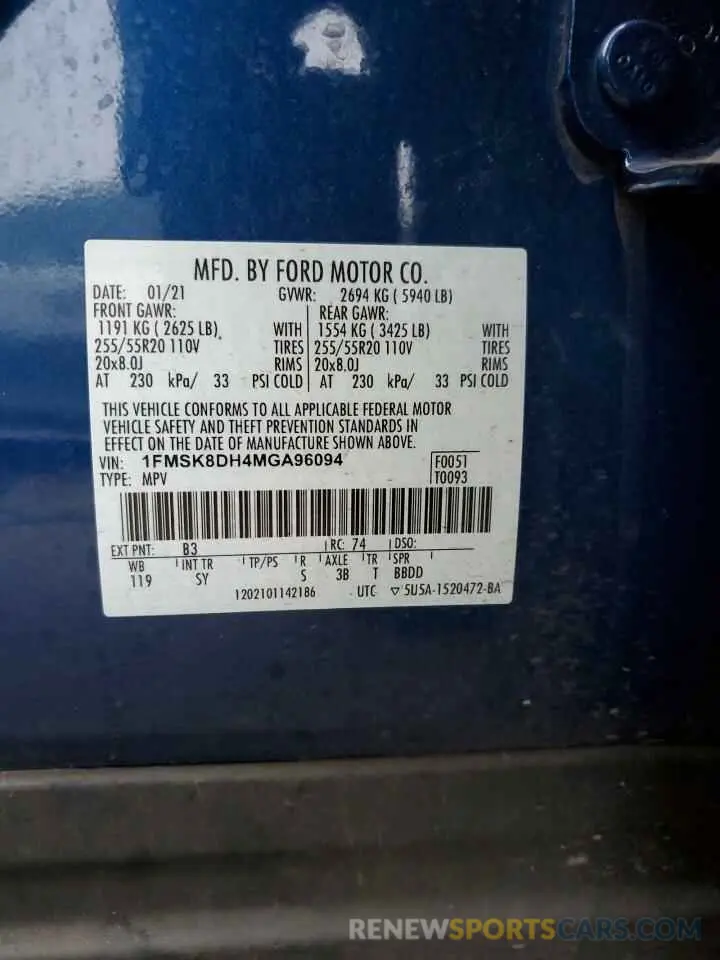 MFD. BY FORD MOTOR CO.
DATE: 01/21 GVWR: 2694 KG ( 5940 LB)
FRONT GAWR: REAR GAWR:
1191 KG ( 2625 LB) WITH 1554 KG ( 3425 LB) WITH
255/55R20 110V TIRES 255/55R20 110V TIRES
20x8.0J RIMS 20x8.0J RIMS
AT 230 kPa/ 33 PSI COLD AT 230 kPa/ 33 PSI COLD
THIS VEHICLE CONFORMS TO ALL APPLICABLE FEDERAL MOTOR
VEHICLE SAFETY AND THEFT PREVENTION STANDARDS IN
EFFECT ON THE DATE OF MANUFACTURE SHOWN ABOVE.
VIN: 1FMSK8DH4MGA96094 F0051
TYPE: MPV T0093
EXT PNT: B3 RC: 74 DSO:
WB INT TR TP/PS R AXLE TR SPR
119 SY S 3B T BBDD
1202101142186 UTC ▽ 5U5A-1520472-BA
RENEWSPORTSCARS.COM